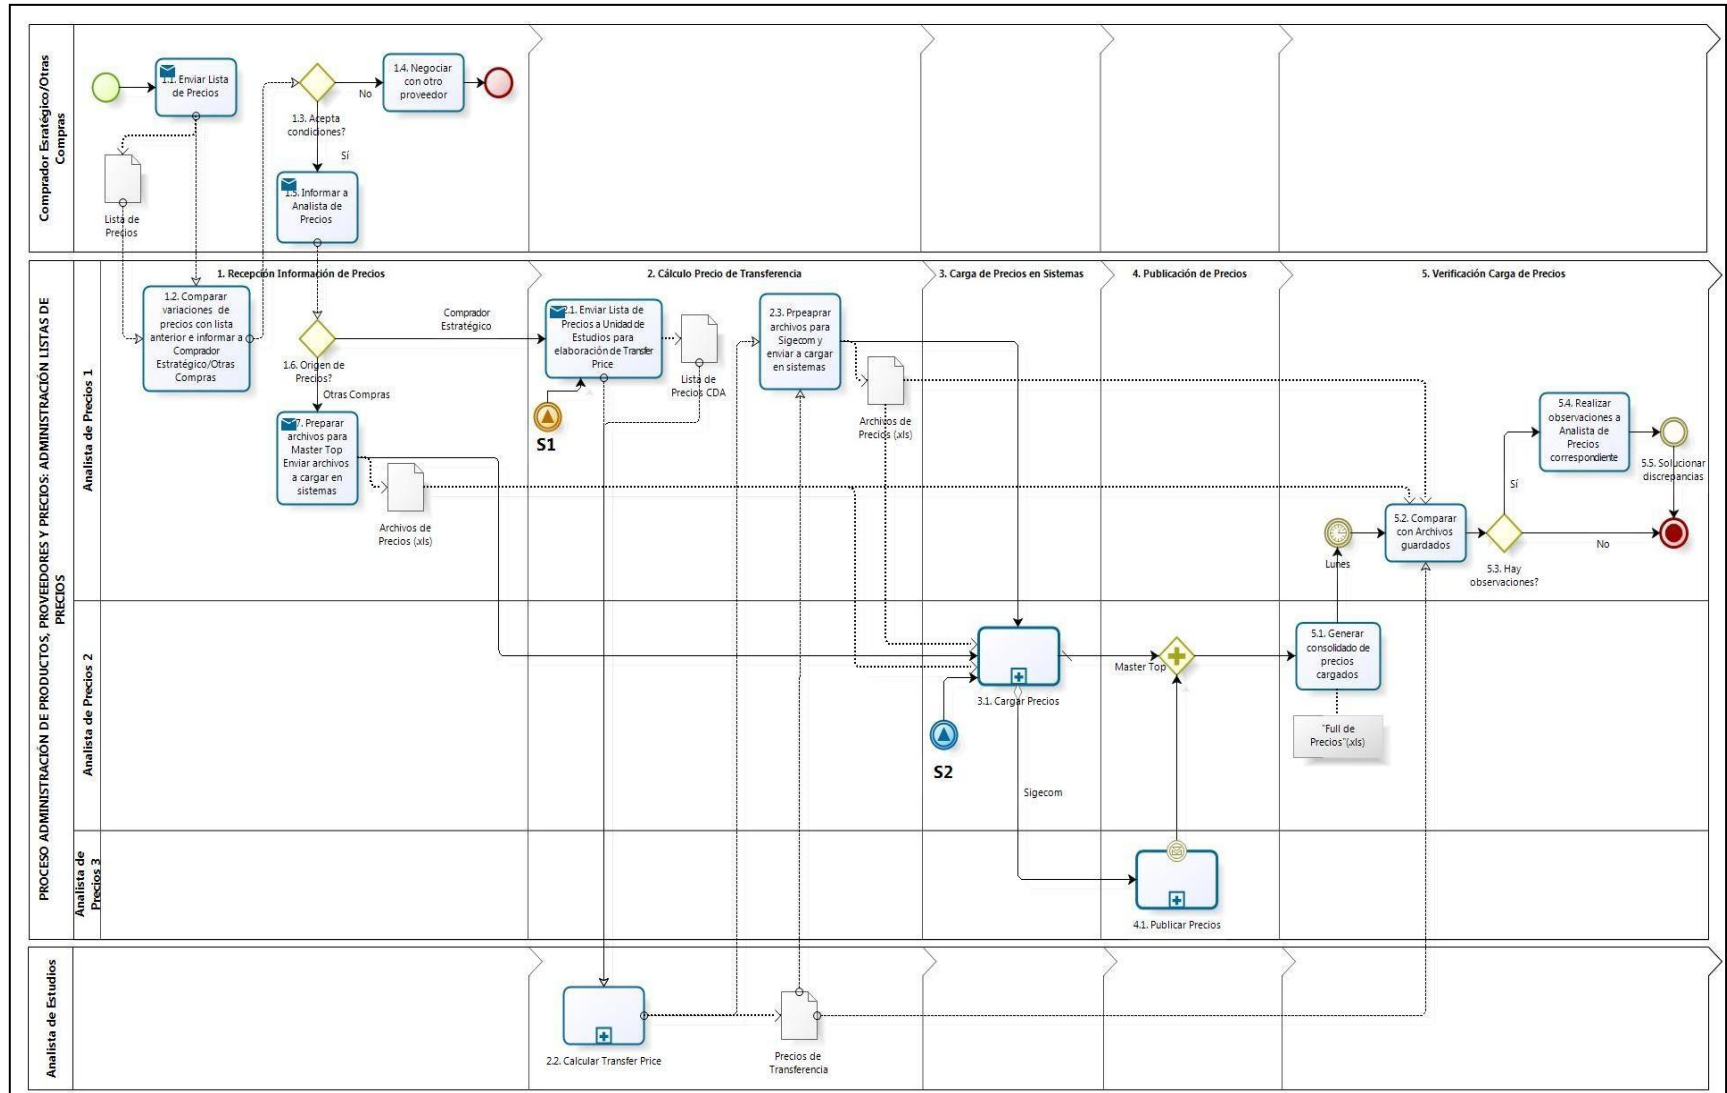 Comprador Esratégico/Otras
Compras
1.1. Enviar Lista
de Precios
Lista de
Precios
1.3. Acepta
condiciones?
No
Sí
1.4. Negociar
con otro
proveedor
1.5. Informar a
Analista de
Precios
PROCESO ADMINISTRACIÓN DE PRODUCTOS, PROVEEDORES Y PRECIOS: ADMINISTRACIÓN LISTAS DE
PRECIOS
Analista de Precios 1
1. Recepción Información de Precios
2. Cálculo Precio de Transferencia
3. Carga de Precios en Sistemas
4. Publicación de Precios
5. Verificación Carga de Precios
1.2. Comparar
variaciones de
precios con lista
anterior e informar a
Comprador
Estratégico/Otras
Compras
1.6. Origen de
Precios?
Comprador
Estratégico
Otras Compras
7. Preparar
archivos para
Master Top
Enviar archivos
a cargar en
sistemas
Archivos de
Precios (.xls)
2.1. Enviar Lista de
Precios a Unidad de
Estudios para
elaboración de Transfer
Price
S1
Lista de
Precios CDA
2.3. Prpeaprar
archivos para
Sigecom y
enviar a cargar
en sistemas
Archivos de
Precios (.xls)
Lunes
5.2. Comparar
con Archivos
guardados
5.3. Hay
observaciones?
Sí
No
5.4. Realizar
observaciones a
Analista de
Precios
correspondiente
5.5. Solucionar
discrepancias
Analista de Precios 2
3.1. Cargar Precios
S2
Sigecom
Master Top
5.1. Generar
consolidado de
precios
cargados
"Full de
Precios"(.xls)
Analista de
Precios 3
4.1. Publicar Precios
Analista de Estudios
2.2. Calcular Transfer Price
Precios de
Transferencia